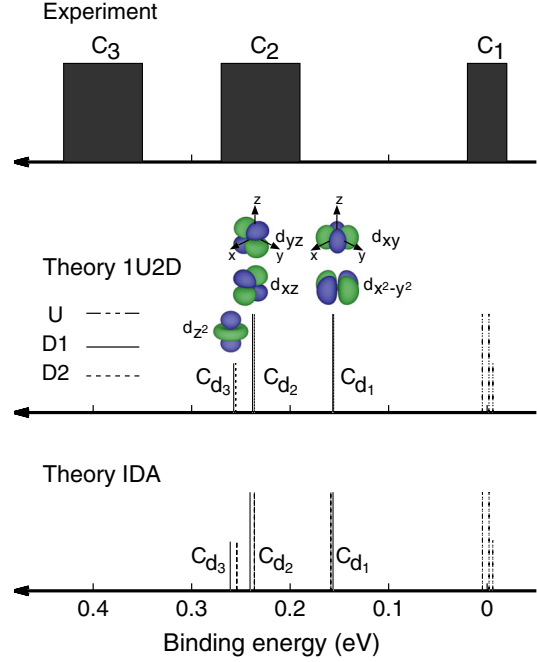 Experiment
C3 C2 C1
z z
x y dyz x y dxy
Theory 1U2D
U
D1
D2
dxz dx²-y²
dz²
Cd3 Cd2 Cd1
Theory IDA
Cd3 Cd2 Cd1
0.4 0.3 0.2 0.1 0
Binding energy (eV)